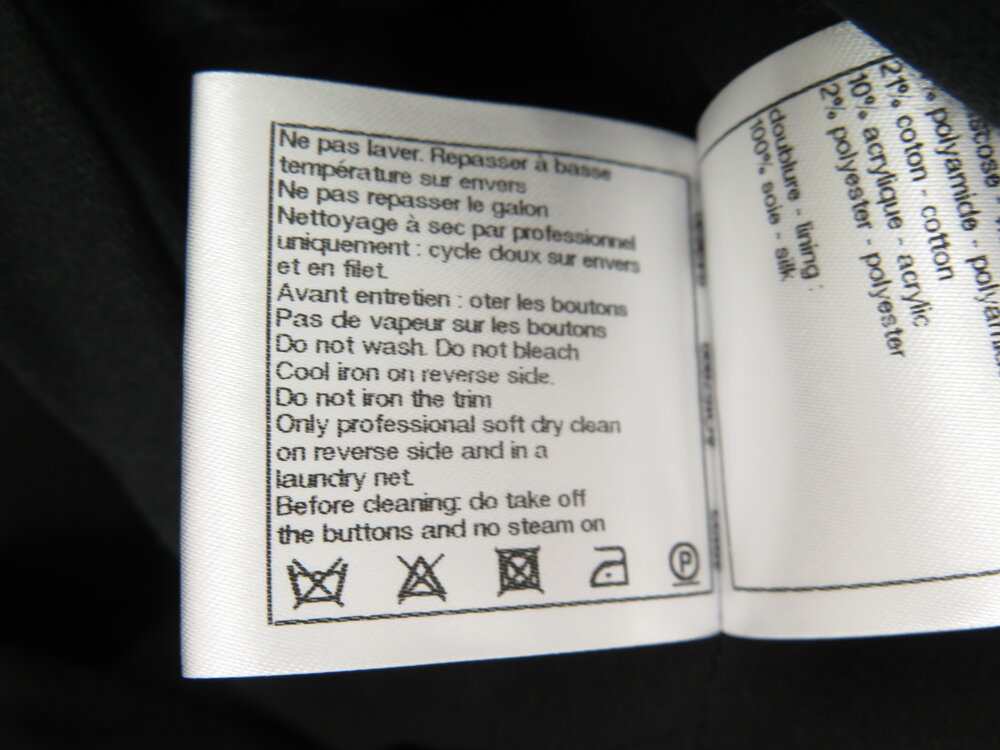 Ne pas laver. Repasser à basse
température sur envers
Ne pas repasser le galon
Nettoyage à sec par professionnel
uniquement : cycle doux sur envers
et en filet.
Avant entretien : oter les boutons
Pas de vapeur sur les boutons
Do not wash. Do not bleach
Cool iron on reverse side.
Do not iron the trim
Only professional soft dry clean
on reverse side and in a
laundry net.
Before cleaning: do take off
the buttons and no steam on
P
% polyamide -
21% coton - cotton
10% acrylique - acrylic
2% polyester - polyester
doublure - lining :
100% soie - silk